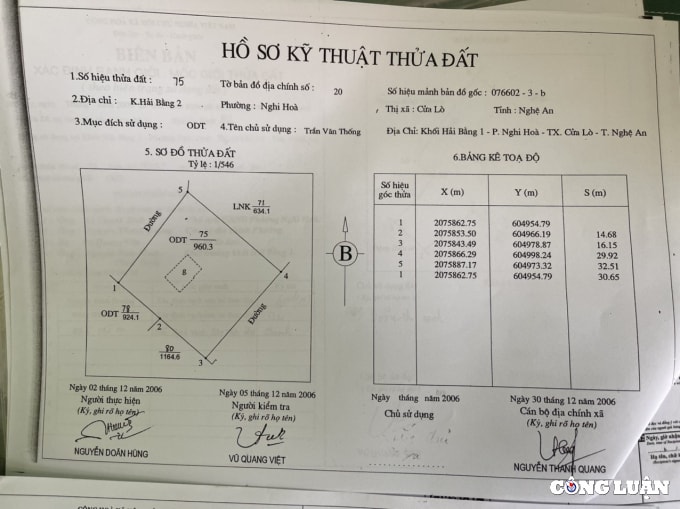 HỒ SƠ KỸ THUẬT THỬA ĐẤT
1.Số hiệu thửa đất : 75 Tờ bản đồ địa chính số : 20 Số hiệu mảnh bản đồ gốc : 076602 - 3 - b
2.Địa chỉ : K.Hải Bằng 2 Phường : Nghi Hoà Thị xã : Cửa Lò Tỉnh : Nghệ An
3.Mục đích sử dụng : ODT 4.Tên chủ sử dụng : Trần Văn Thống Địa Chỉ: Khối Hải Bằng 1 - P. Nghi Hoà - TX. Cửa Lò - T. Nghệ An
5. SƠ ĐỒ THỬA ĐẤT
Tỷ lệ : 1/546
5
LNK 71
634.1
Đường
ODT 75
960.3
B
4
1
ODT 78
924.1
2
80
1164.6
3
Đường
B
6.BẢNG KÊ TOẠ ĐỘ
Số hiệu góc thửa X (m) Y (m) S (m)
1 2075862.75 604954.79
2 2075853.50 604966.19 14.68
3 2075843.49 604978.87 16.15
4 2075866.29 604998.24 29.92
5 2075887.17 604973.32 32.51
1 2075862.75 604954.79 30.65
Ngày 02 tháng 12 năm 2006
Người thực hiện
(Ký, ghi rõ họ tên)
NGUYỄN DOÃN HÙNG
Ngày 05 tháng 12 năm 2006
Người kiểm tra
(Ký, ghi rõ họ tên)
VŨ QUANG VIỆT
Ngày tháng năm 2006
Chủ sử dụng
Ngày 30 tháng 12 năm 2006
Cán bộ địa chính xã
(Ký, ghi rõ họ tên)
NGUYỄN THANH QUANG
CÔNG LUẬN